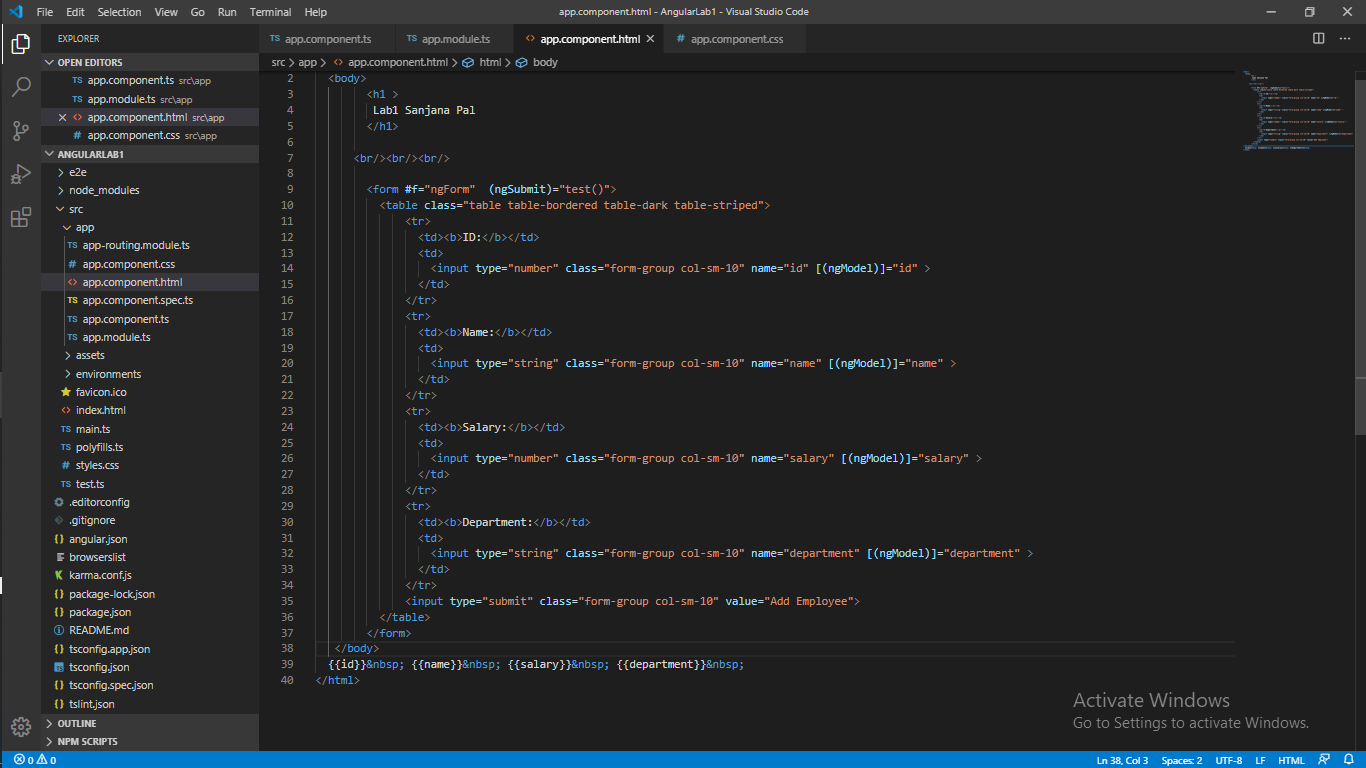 File Edit Selection View Go Run Terminal Help app.component.html - AngularLab1 - Visual Studio Code
EXPLORER
OPEN EDITORS
TS app.component.ts src\app
TS app.module.ts src\app
<> app.component.html src\app
# app.component.css src\app
ANGULARLAB1
e2e
node_modules
src
app
TS app-routing.module.ts
# app.component.css
<> app.component.html
TS app.component.spec.ts
TS app.component.ts
TS app.module.ts
assets
environments
favicon.ico
<> index.html
TS main.ts
TS polyfills.ts
# styles.css
TS test.ts
.editorconfig
.gitignore
{} angular.json
browserslist
karma.conf.js
{} package-lock.json
{} package.json
README.md
{} tsconfig.app.json
TS tsconfig.json
{} tsconfig.spec.json
{} tslint.json
OUTLINE
NPM SCRIPTS
TS app.component.ts TS app.module.ts <> app.component.html # app.component.css
src > app > <> app.component.html > html > body
2 <body>
3 <h1 >
4 Lab1 Sanjana Pal
5 </h1>
6
7 <br/><br/><br/>
8
9 <form #f="ngForm" (ngSubmit)="test()">
10 <table class="table table-bordered table-dark table-striped">
11 <tr>
12 <td><b>ID:</b></td>
13 <td>
14 <input type="number" class="form-group col-sm-10" name="id" [(ngModel)]="id" >
15 </td>
16 </tr>
17 <tr>
18 <td><b>Name:</b></td>
19 <td>
20 <input type="string" class="form-group col-sm-10" name="name" [(ngModel)]="name" >
21 </td>
22 </tr>
23 <tr>
24 <td><b>Salary:</b></td>
25 <td>
26 <input type="number" class="form-group col-sm-10" name="salary" [(ngModel)]="salary" >
27 </td>
28 </tr>
29 <tr>
30 <td><b>Department:</b></td>
31 <td>
32 <input type="string" class="form-group col-sm-10" name="department" [(ngModel)]="department" >
33 </td>
34 </tr>
35 <input type="submit" class="form-group col-sm-10" value="Add Employee">
36 </table>
37 </form>
38 </body>
39 {{id}}&nbsp; {{name}}&nbsp; {{salary}}&nbsp; {{department}}&nbsp;
40 </html>
Activate Windows
Go to Settings to activate Windows.
0 0 Ln 38, Col 3 Spaces: 2 UTF-8 LF HTML